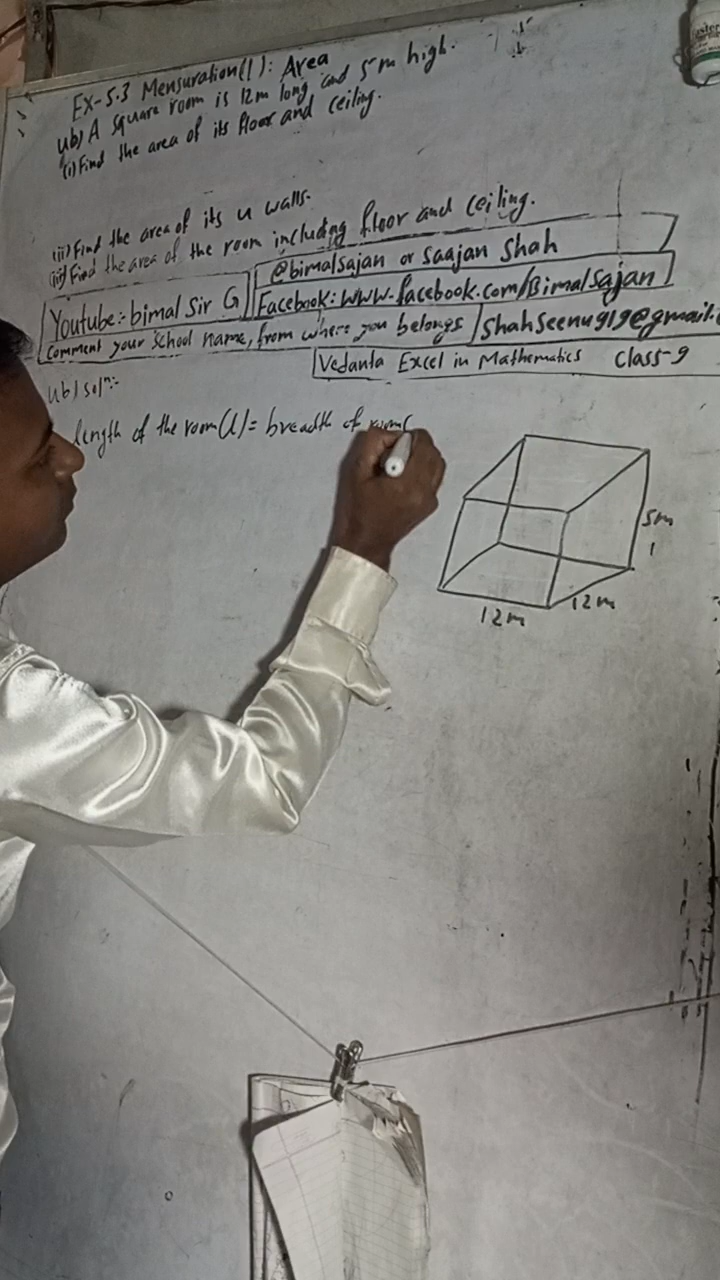 EX-5.3 Mensuration(I): Area
4b) A square room is 12m long and 5m high.
(i) Find the area of its floor and ceiling.
(ii) Find the area of its 4 walls.
(iii) Find the area of the room including floor and ceiling.
@bimalsajan or Saajan Shah
Youtube:- bimal Sir G
Facebook: www.facebook.com/Bimalsajan
Comment your school name, from where you belongs
shahseenu919@gmail.
Vedanta Excel in Mathematics Class-9
4b) Solⁿ:-
length of the room(l) = breadth of room(
5m
12m
12m